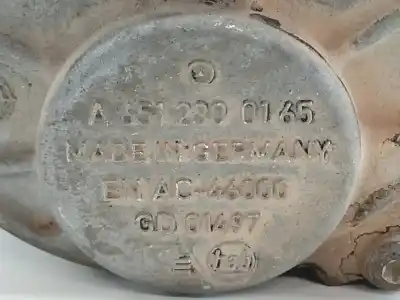 A 651 230 01 65
MADE IN GERMANY
EN AC-46000
GD 01497